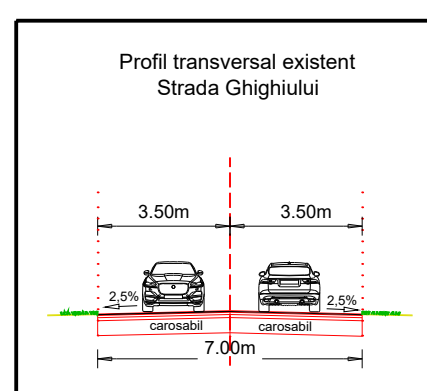 Profil transversal existent
Strada Ghighiului
3.50m 3.50m
2,5% 2,5%
carosabil carosabil
7.00m